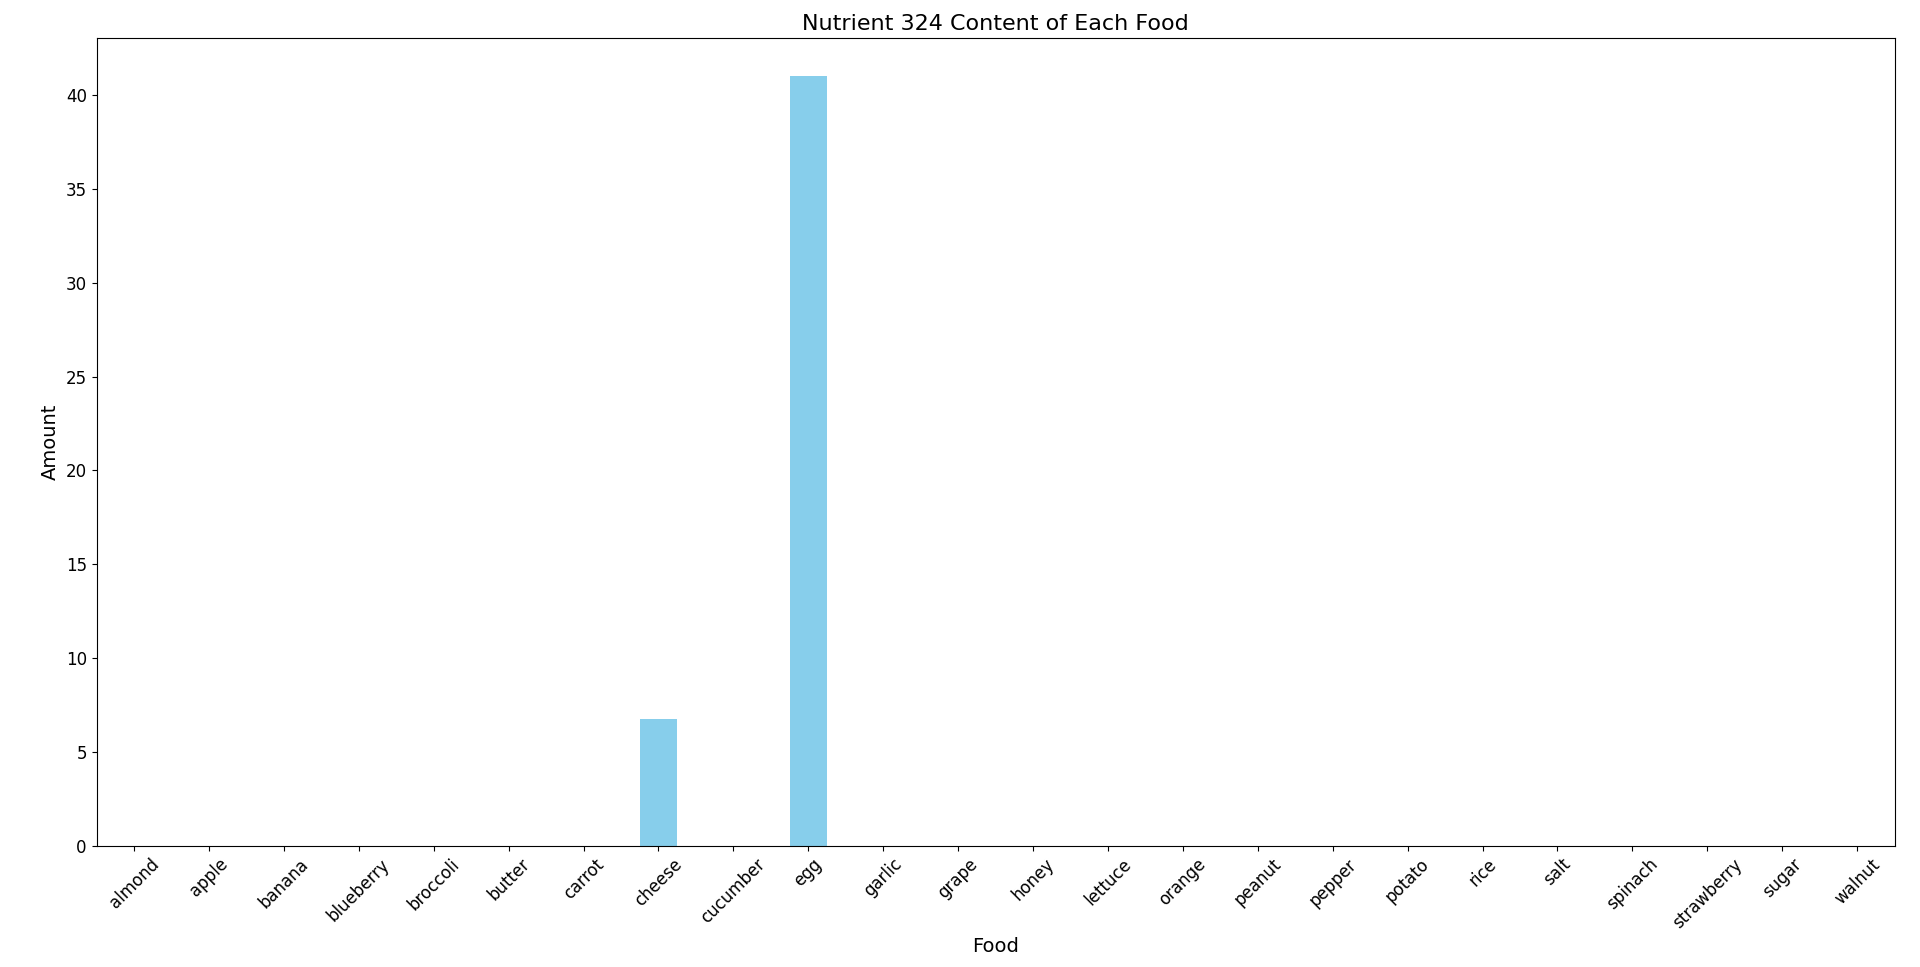 Nutrient 324 Content of Each Food
40
35
30
25
20
15
10
5
0
Amount
almond
apple
banana
blueberry
broccoli
butter
carrot
cheese
cucumber
egg
garlic
grape
honey
lettuce
orange
peanut
pepper
potato
rice
salt
spinach
strawberry
sugar
walnut
Food